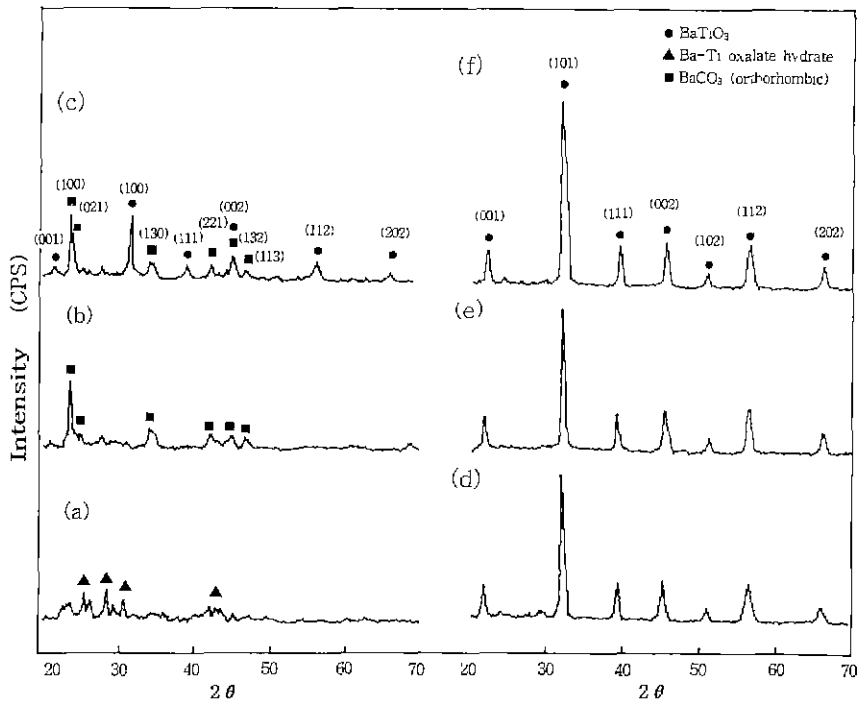 ● BaTiO₃
▲ Ba-Ti oxalate hydrate
■ BaCO₃ (orthorhombic)
Intensity (CPS)
(c)
(001)
(100)
(021)
(100)
(130)
(111)
(221)
(002)
(132)
(113)
(112)
(202)
(b)
(a)
20 30 40 50 60 70
2 θ
(f)
(001)
(101)
(111)
(002)
(102)
(112)
(202)
(e)
(d)
20 30 40 50 60 70
2 θ